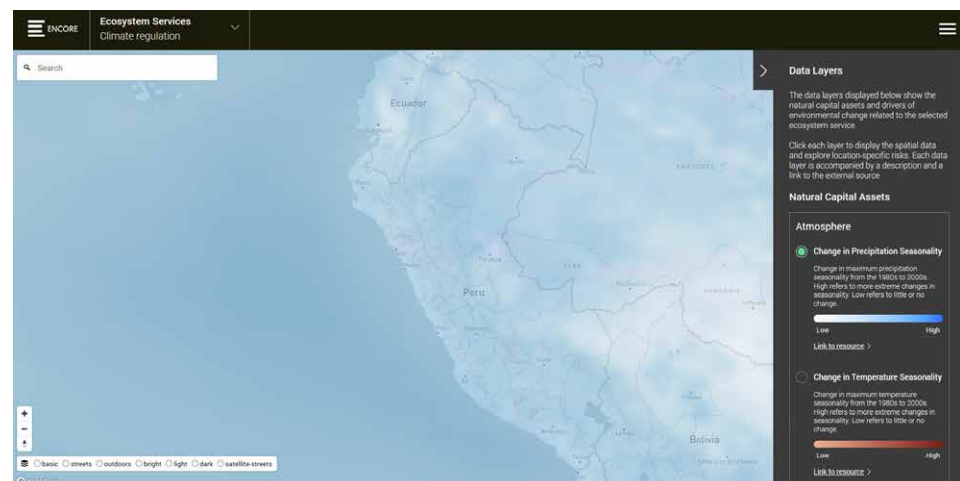 ENCORE
Ecosystem Services
Climate regulation
Search
Data Layers
The data layers displayed below show the
natural capital assets and drivers of
environmental change related to the selected
ecosystem service.
Click each layer to display the spatial data
and explore location-specific risks. Each data
layer is accompanied by a description and a
link to the external source
Natural Capital Assets
Atmosphere
Change in Precipitation Seasonality
Change in maximum precipitation
seasonality from the 1980s to 2000s.
High refers to more extreme changes in
seasonality. Low refers to little or no
change.
Low High
Link to resource >
Change in Temperature Seasonality
Change in maximum temperature
seasonality from the 1980s to 2000s.
High refers to more extreme changes in
seasonality. Low refers to little or no
change.
Low High
Link to resource >
Ecuador
AMAZONAS
ACRE
Peru
RONDONIA
Bolivia
basic streets outdoors bright light dark satellite-streets